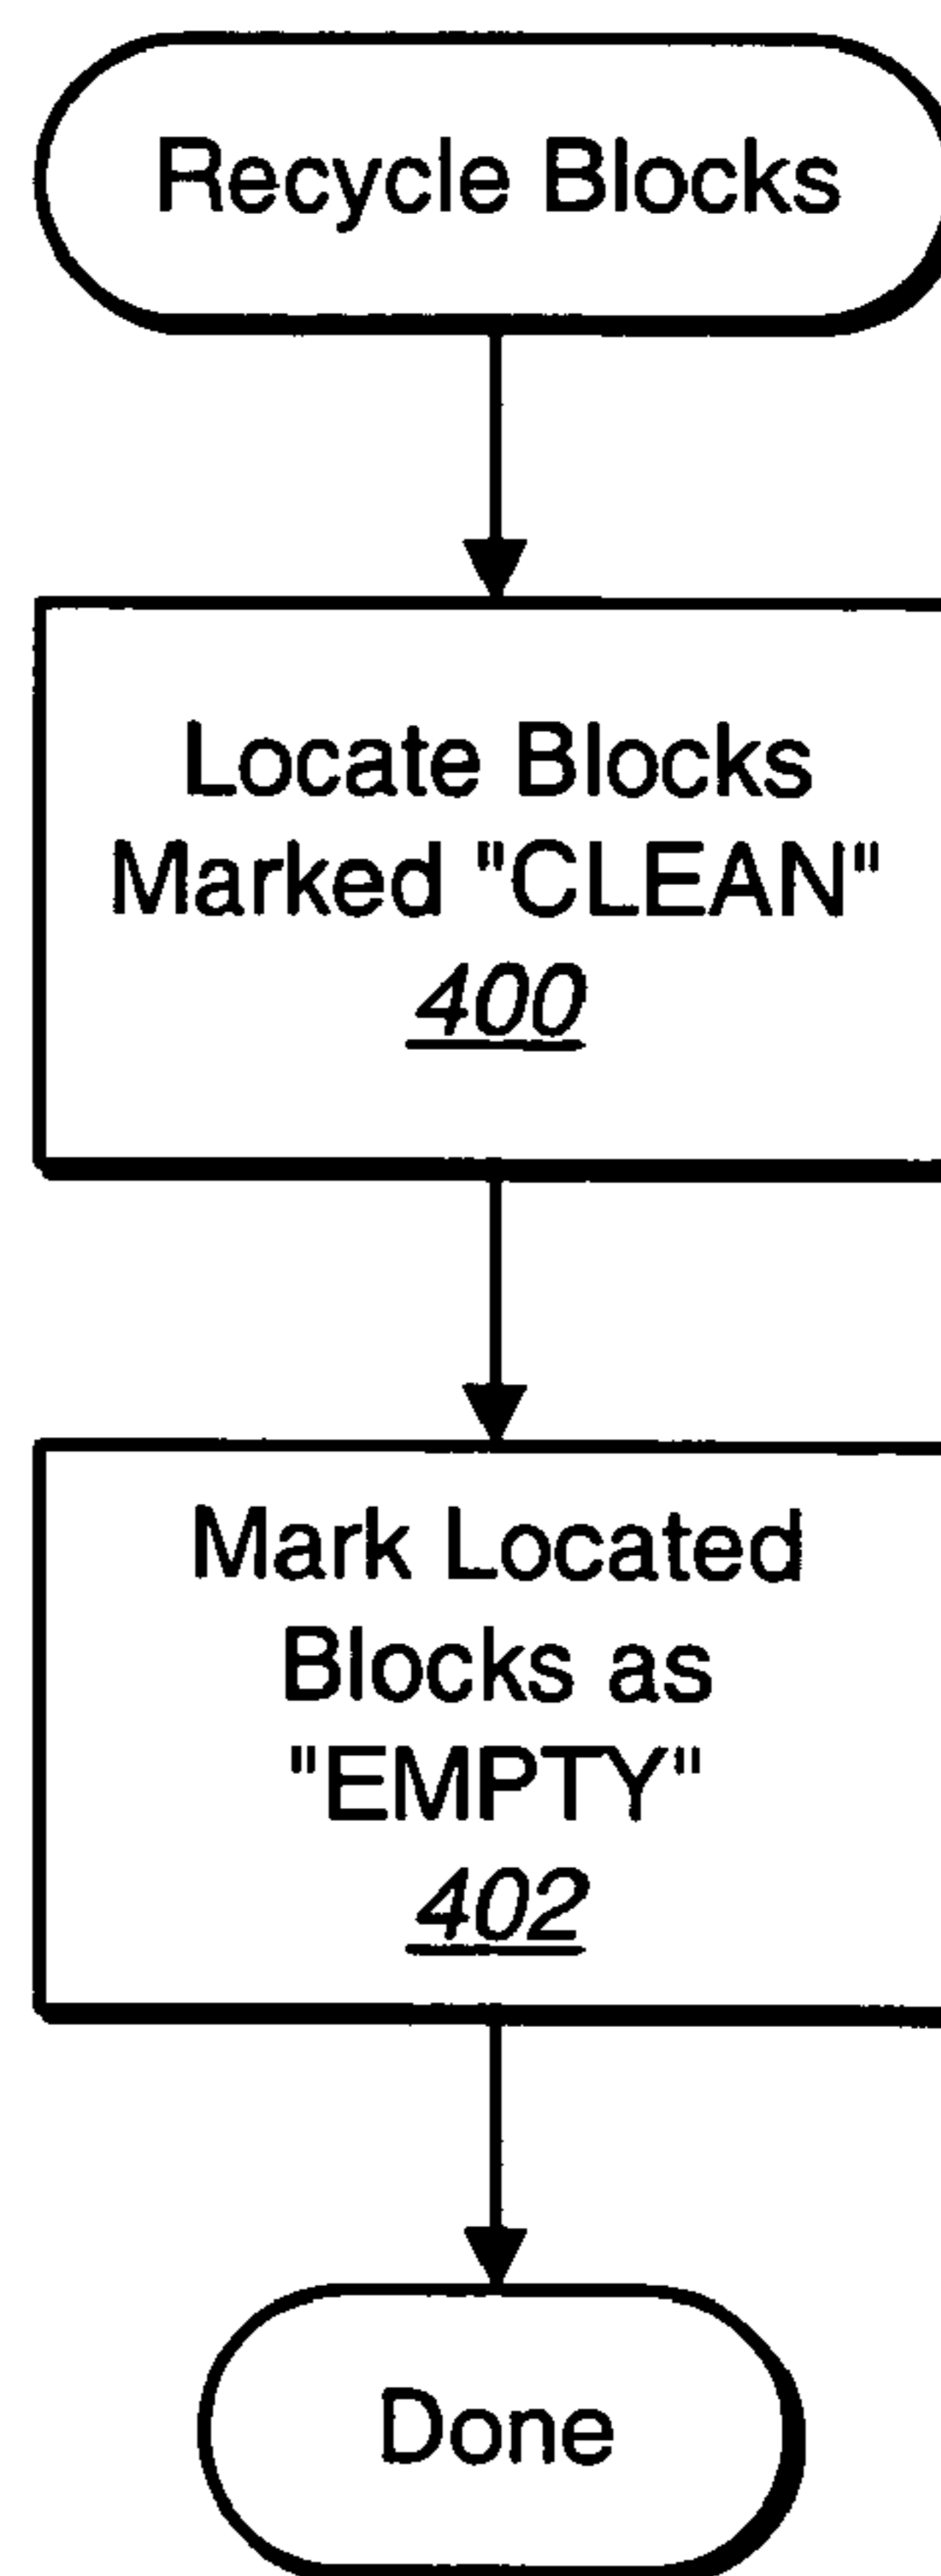 Recycle Blocks
Locate Blocks
Marked "CLEAN"
400
Mark Located
Blocks as
"EMPTY"
402
Done